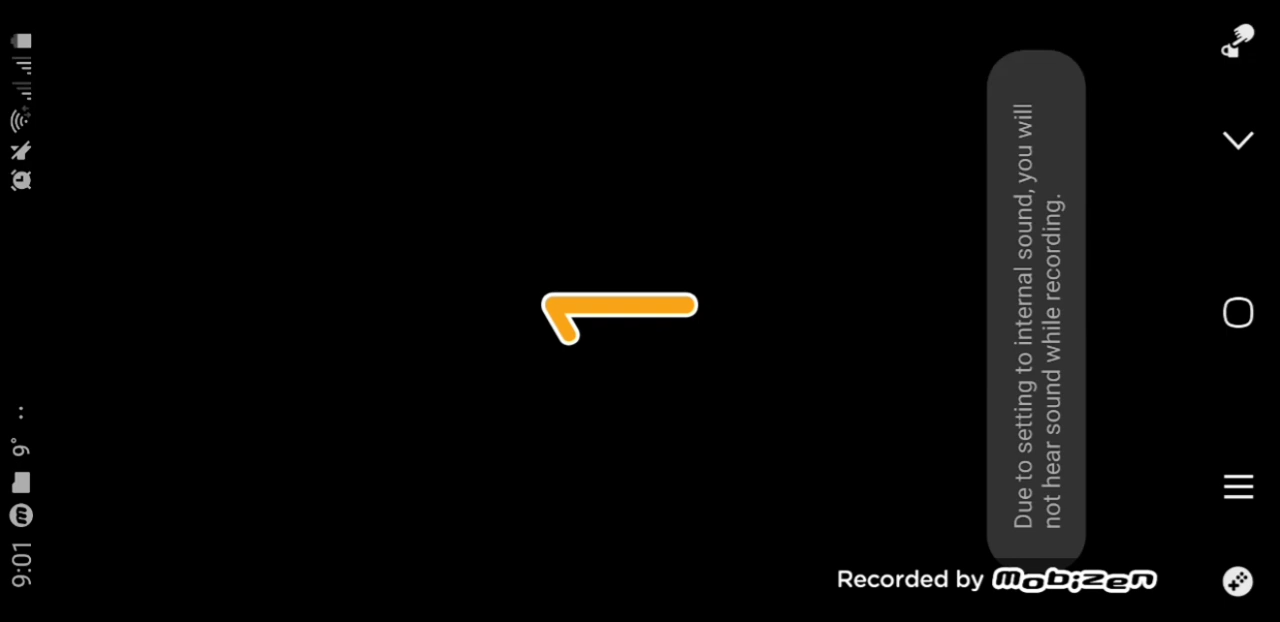 9:01
9°
1
Due to setting to internal sound, you will
not hear sound while recording.
Recorded by mobizen